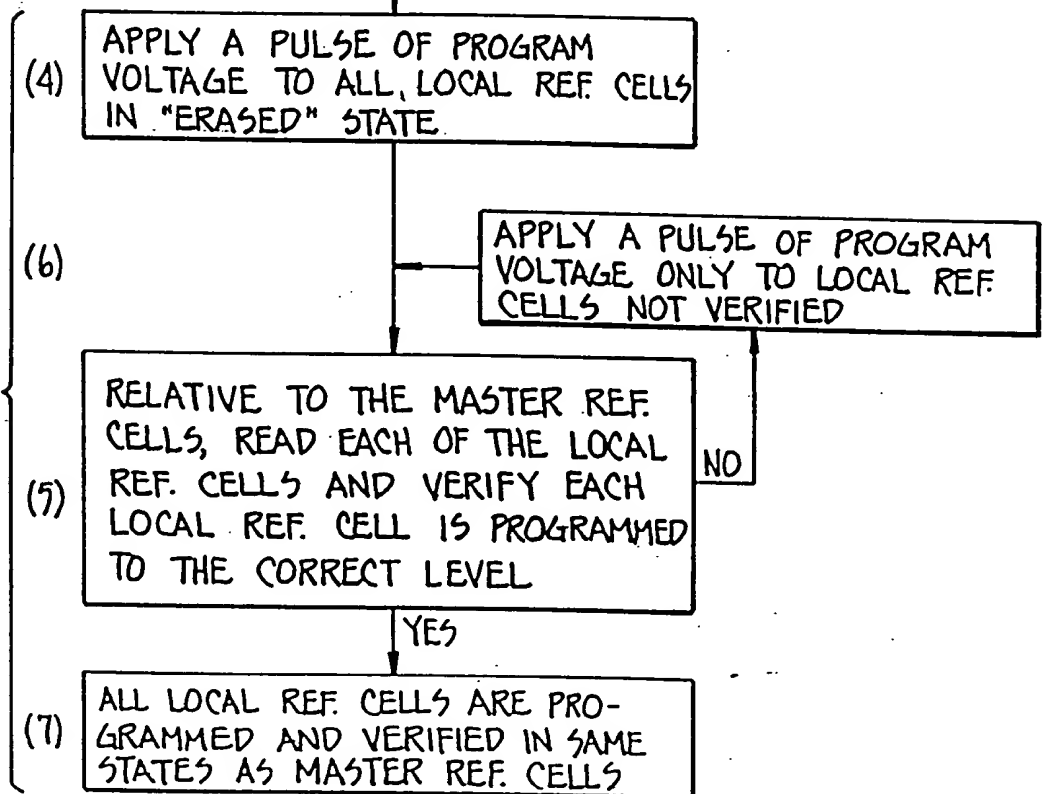 (4)
APPLY A PULSE OF PROGRAM
VOLTAGE TO ALL, LOCAL REF. CELLS
IN "ERASED" STATE
(6)
APPLY A PULSE OF PROGRAM
VOLTAGE ONLY TO LOCAL REF.
CELLS NOT VERIFIED
(5)
RELATIVE TO THE MASTER REF.
CELLS, READ EACH OF THE LOCAL
REF. CELLS AND VERIFY EACH
LOCAL REF. CELL IS PROGRAMMED
TO THE CORRECT LEVEL
NO
YES
(7)
ALL LOCAL REF. CELLS ARE PRO-
GRAMMED AND VERIFIED IN SAME
STATES AS MASTER REF. CELLS